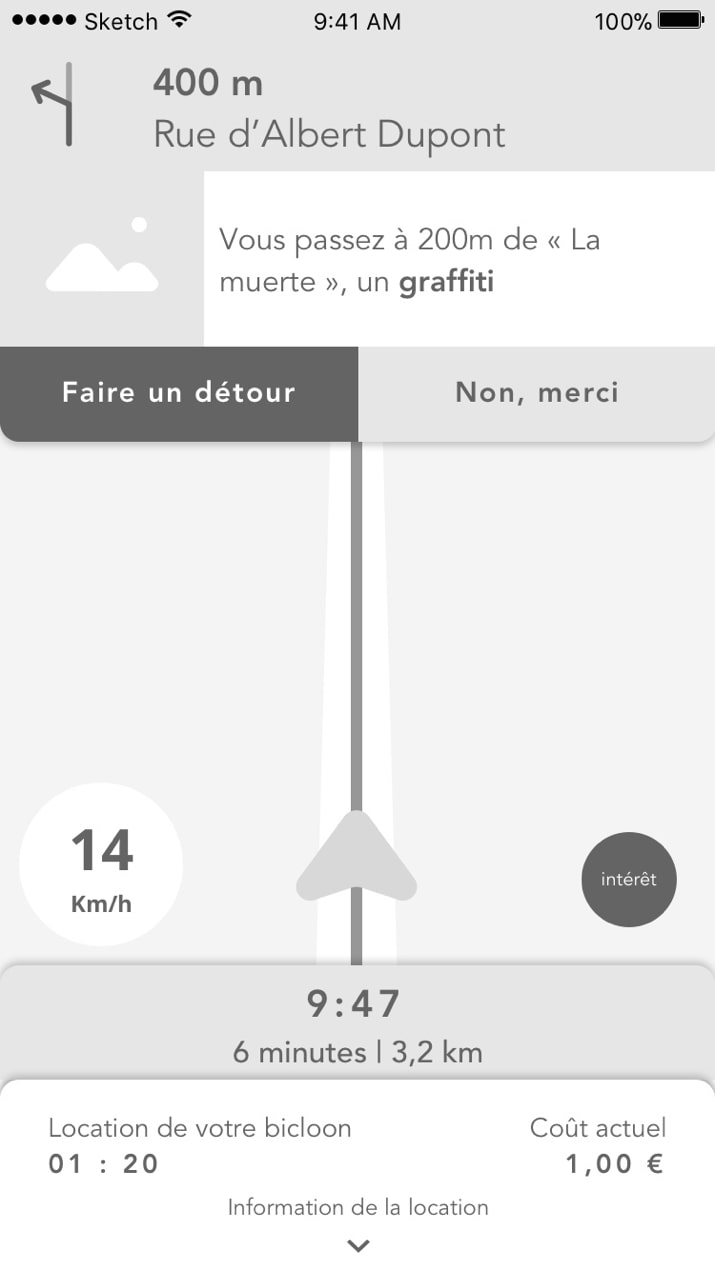 Sketch 9:41 AM 100%
400 m
Rue d’Albert Dupont
Vous passez à 200m de « La
muerte », un graffiti
Faire un détour Non, merci
14
Km/h
intérêt
9:47
6 minutes | 3,2 km
Location de votre bicloon Coût actuel
01 : 20 1,00 €
Information de la location